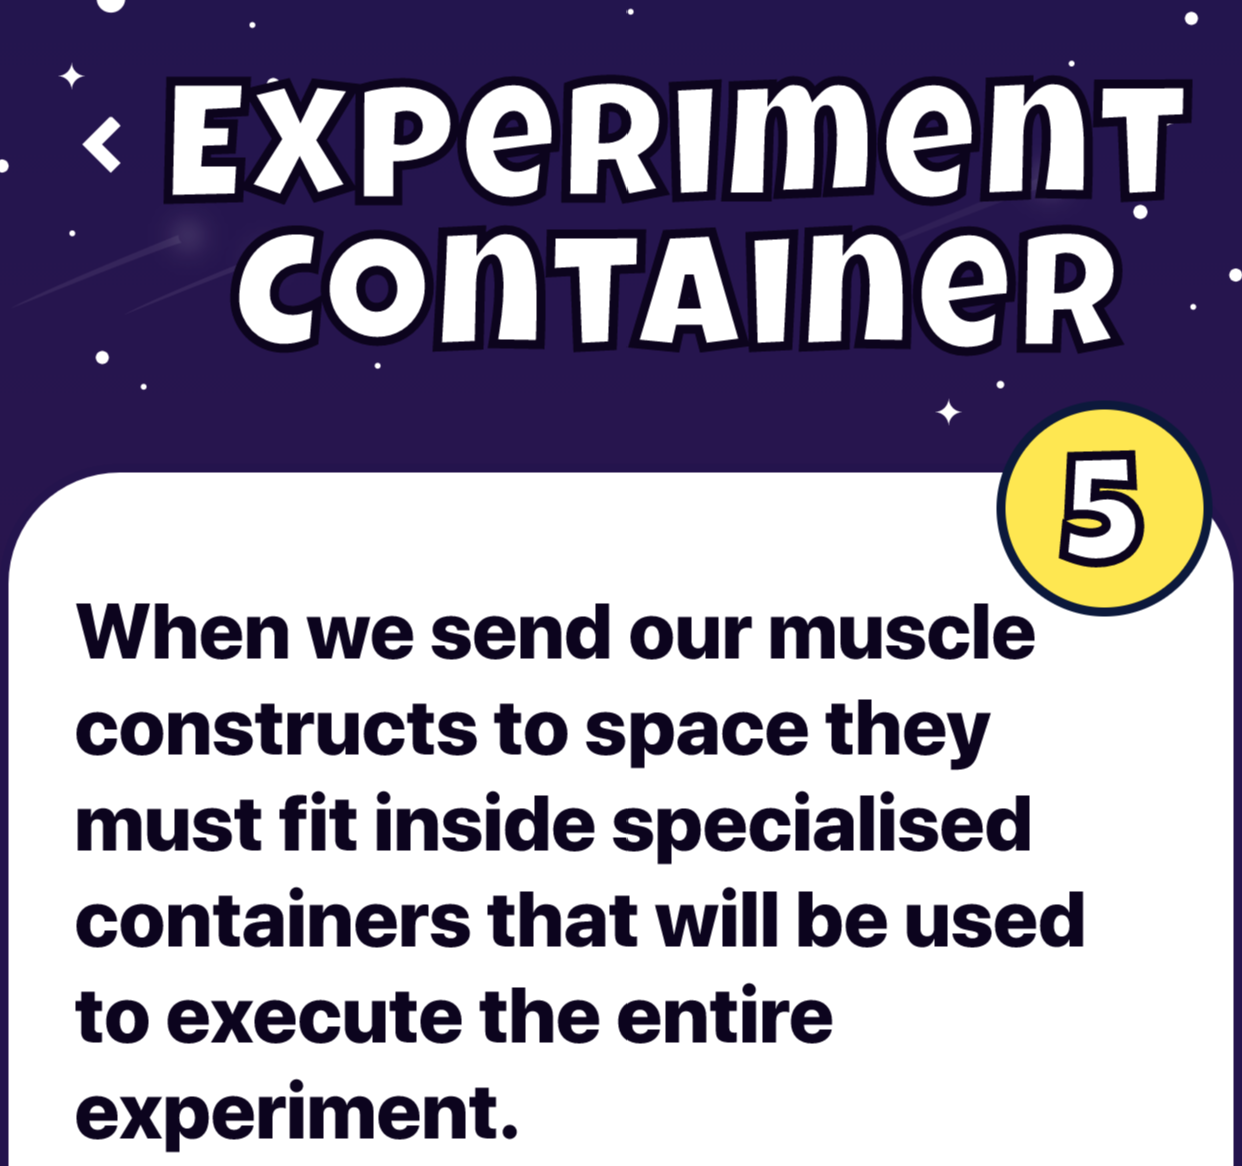 EXPERIMENT
CONTAINER
5
When we send our muscle
constructs to space they
must fit inside specialised
containers that will be used
to execute the entire
experiment.